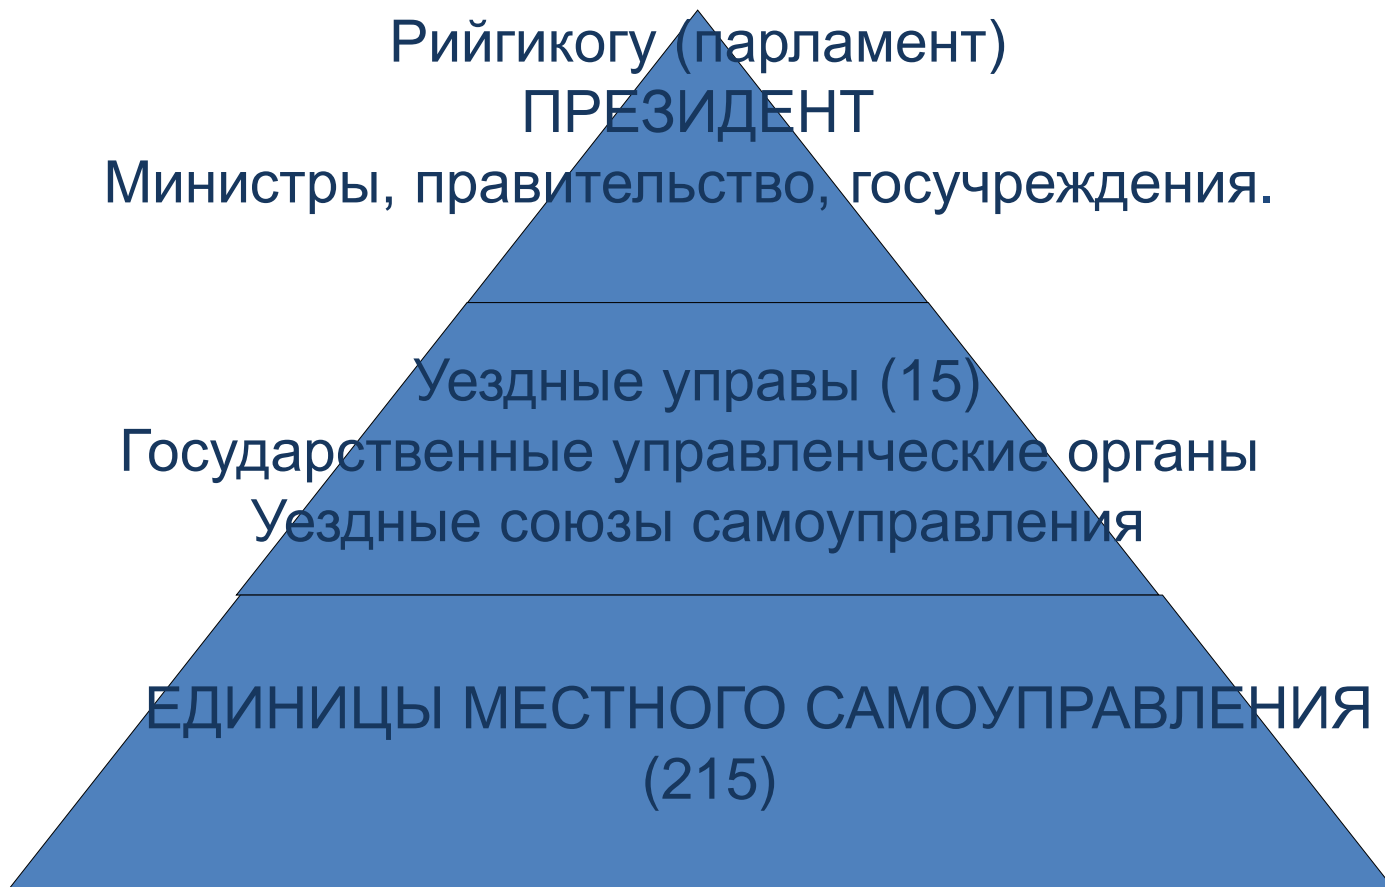 Рийгикогу (парламент)
ПРЕЗИДЕНТ
Министры, правительство, госучреждения.
Уездные управы (15)
Государственные управленческие органы
Уездные союзы самоуправления
ЕДИНИЦЫ МЕСТНОГО САМОУПРАВЛЕНИЯ
(215)